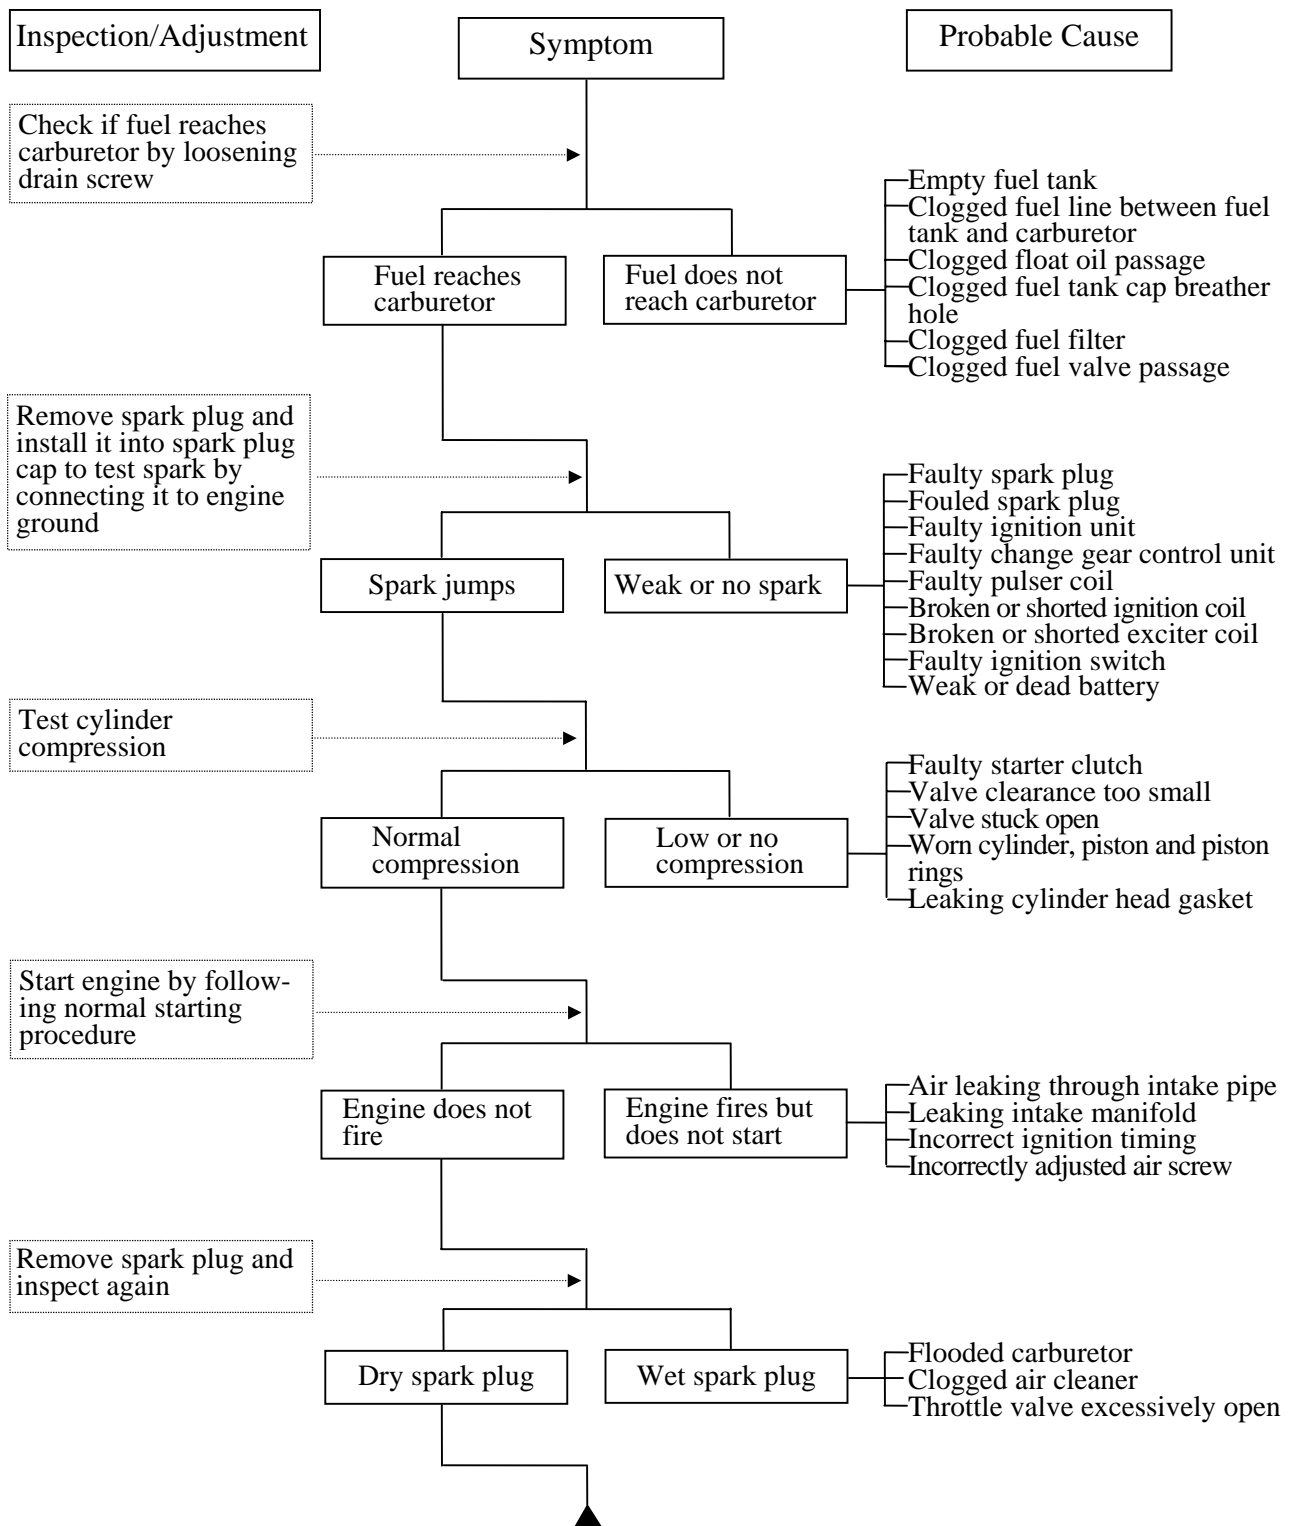 Inspection/Adjustment
Symptom
Probable Cause
Check if fuel reaches
carburetor by loosening
drain screw
Fuel reaches
carburetor
Fuel does not
reach carburetor
Empty fuel tank
Clogged fuel line between fuel
tank and carburetor
Clogged float oil passage
Clogged fuel tank cap breather
hole
Clogged fuel filter
Clogged fuel valve passage
Remove spark plug and
install it into spark plug
cap to test spark by
connecting it to engine
ground
Spark jumps
Weak or no spark
Faulty spark plug
Fouled spark plug
Faulty ignition unit
Faulty change gear control unit
Faulty pulser coil
Broken or shorted ignition coil
Broken or shorted exciter coil
Faulty ignition switch
Weak or dead battery
Test cylinder
compression
Normal
compression
Low or no
compression
Faulty starter clutch
Valve clearance too small
Valve stuck open
Worn cylinder, piston and piston
rings
Leaking cylinder head gasket
Start engine by follow-
ing normal starting
procedure
Engine does not
fire
Engine fires but
does not start
Air leaking through intake pipe
Leaking intake manifold
Incorrect ignition timing
Incorrectly adjusted air screw
Remove spark plug and
inspect again
Dry spark plug
Wet spark plug
Flooded carburetor
Clogged air cleaner
Throttle valve excessively open